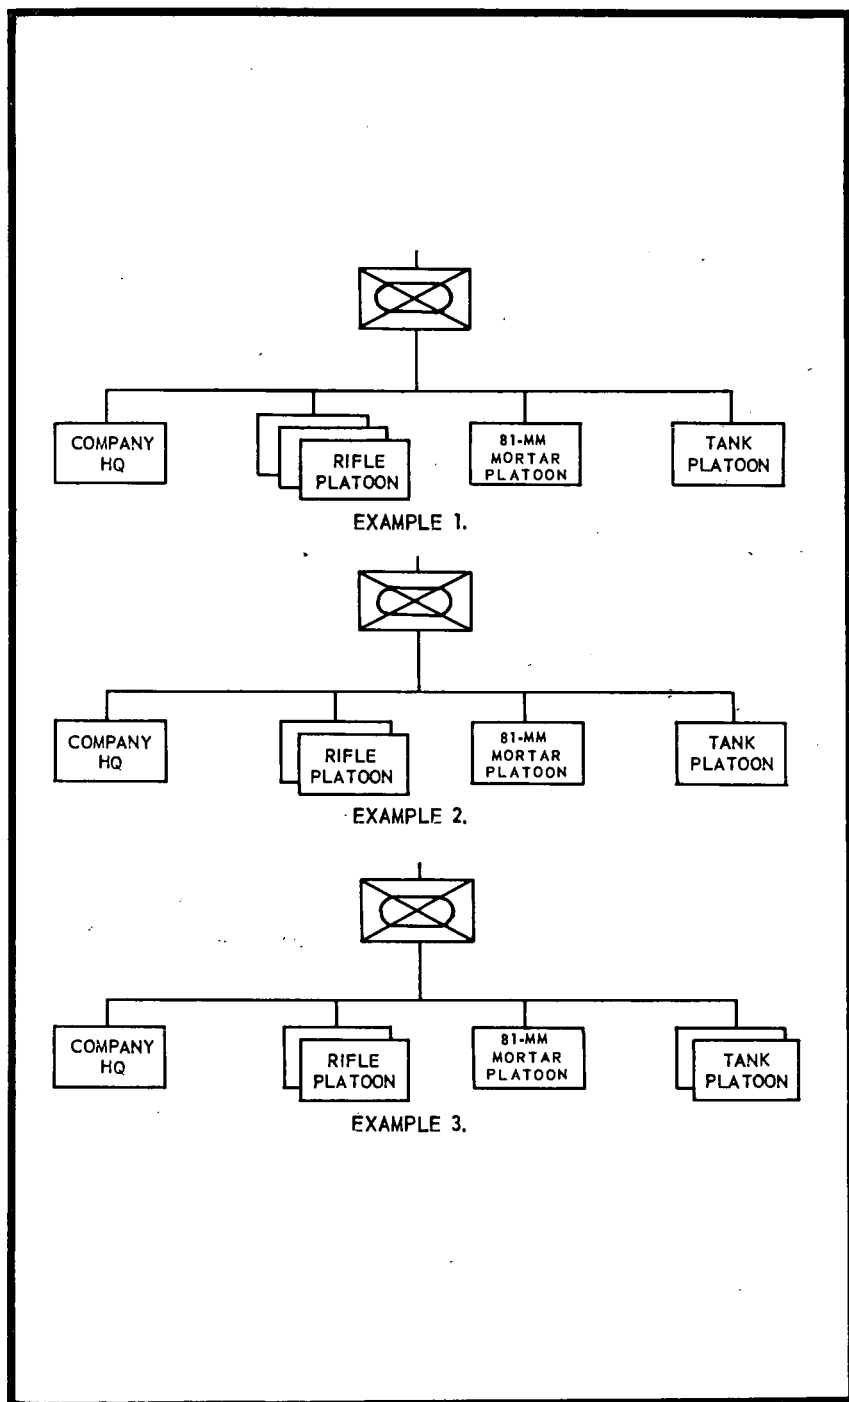 COMPANY
HQ
RIFLE
PLATOON
81-MM
MORTAR
PLATOON
TANK
PLATOON
EXAMPLE 1.
COMPANY
HQ
RIFLE
PLATOON
81-MM
MORTAR
PLATOON
TANK
PLATOON
EXAMPLE 2.
COMPANY
HQ
RIFLE
PLATOON
81-MM
MORTAR
PLATOON
TANK
PLATOON
EXAMPLE 3.